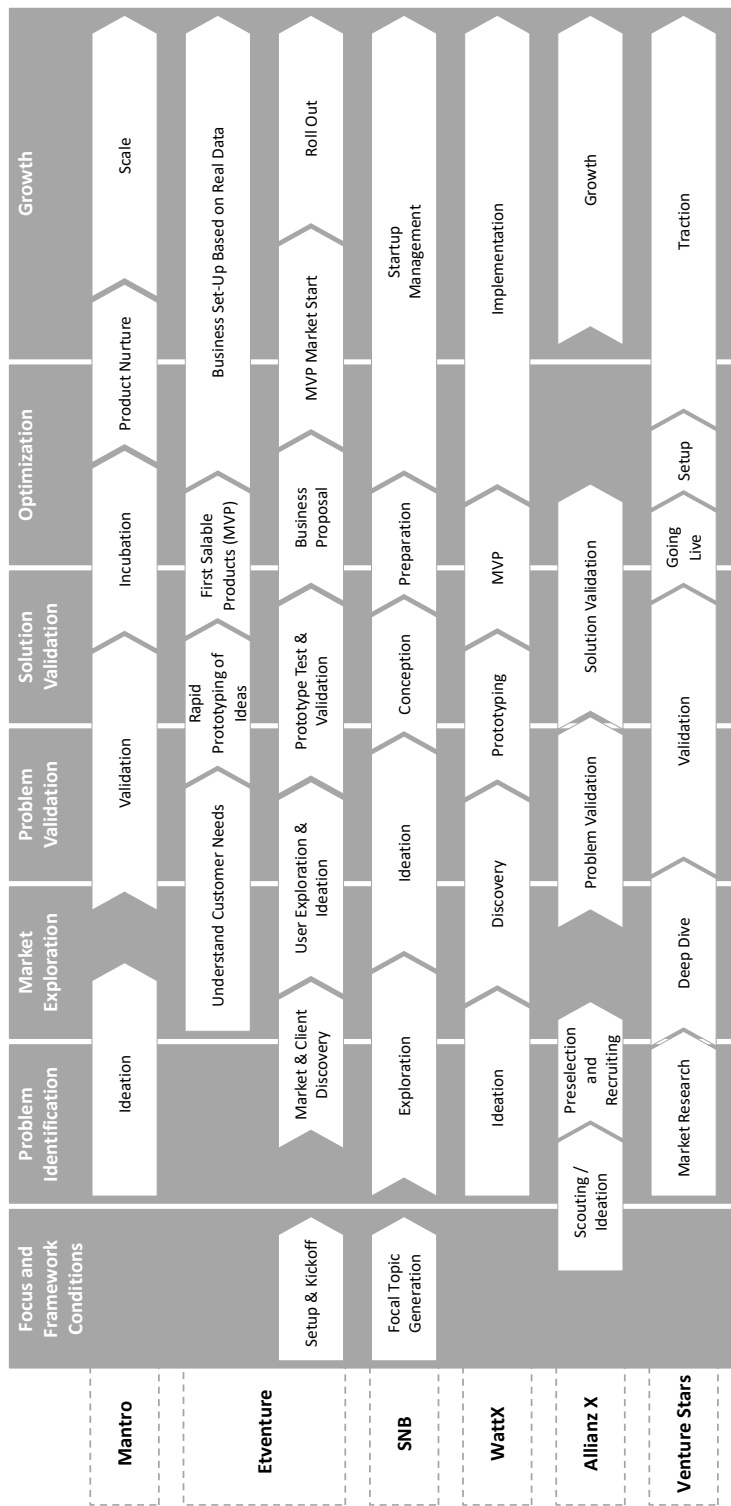 Focus and
Framework
Conditions
Problem
Identification
Market
Exploration
Problem
Validation
Solution
Validation
Optimization
Growth
Mantro
Ideation
Validation
Incubation
Product Nurture
Scale
Etventure
Understand Customer Needs
Rapid
Prototyping of
Ideas
First Salable
Products (MVP)
Business Set-Up Based on Real Data
Setup & Kickoff
Market & Client
Discovery
User Exploration &
Ideation
Prototype Test &
Validation
Business
Proposal
MVP Market Start
Roll Out
SNB
Focal Topic
Generation
Exploration
Ideation
Conception
Preparation
Startup
Management
WattX
Ideation
Discovery
Prototyping
MVP
Implementation
Allianz X
Scouting /
Ideation
Preselection
and
Recruiting
Problem Validation
Solution Validation
Growth
Venture Stars
Market Research
Deep Dive
Validation
Going
Live
Setup
Traction